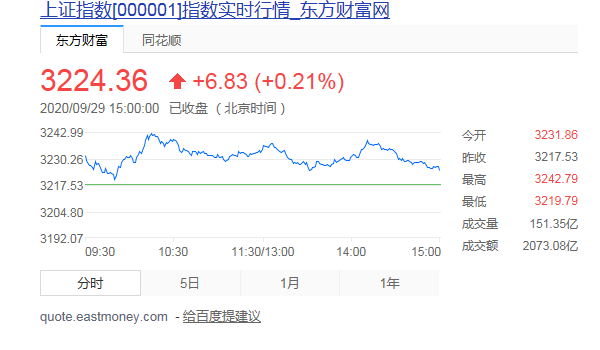 上证指数[000001]指数实时行情_东方财富网
东方财富 同花顺
3224.36 +6.83 (+0.21%)
2020/09/29 15:00:00 已收盘 （北京时间）
3242.99
3230.26
3217.53
3204.80
3192.07
09:30 10:30 11:30/13:00 14:00 15:00
今开 3231.86
昨收 3217.53
最高 3242.79
最低 3219.79
成交量 151.35亿
成交额 2073.08亿
分时 5日 1月 1年
quote.eastmoney.com - 给百度提建议